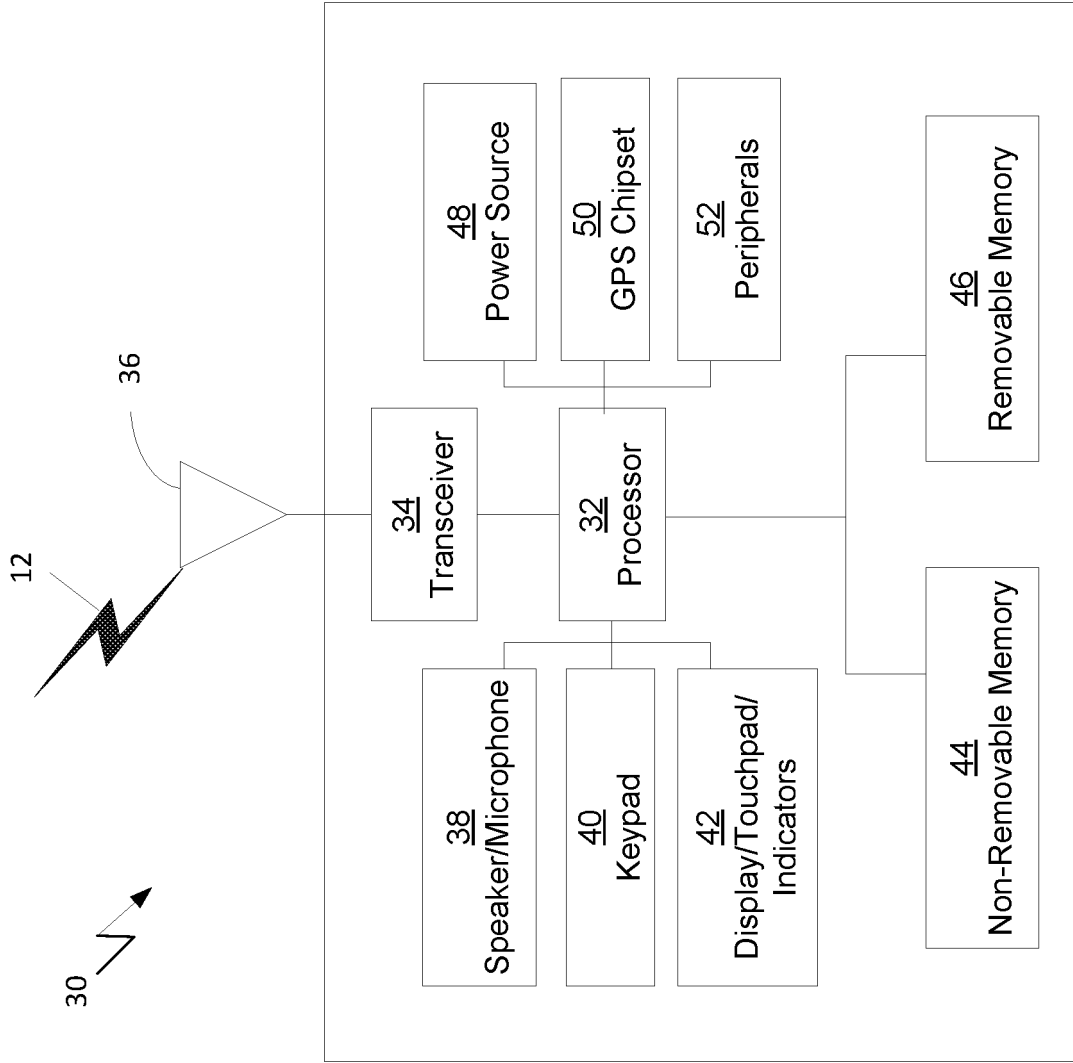 30
12
36
38
Speaker/Microphone
40
Keypad
42
Display/Touchpad/
Indicators
34
Transceiver
32
Processor
48
Power Source
50
GPS Chipset
52
Peripherals
44
Non-Removable Memory
46
Removable Memory